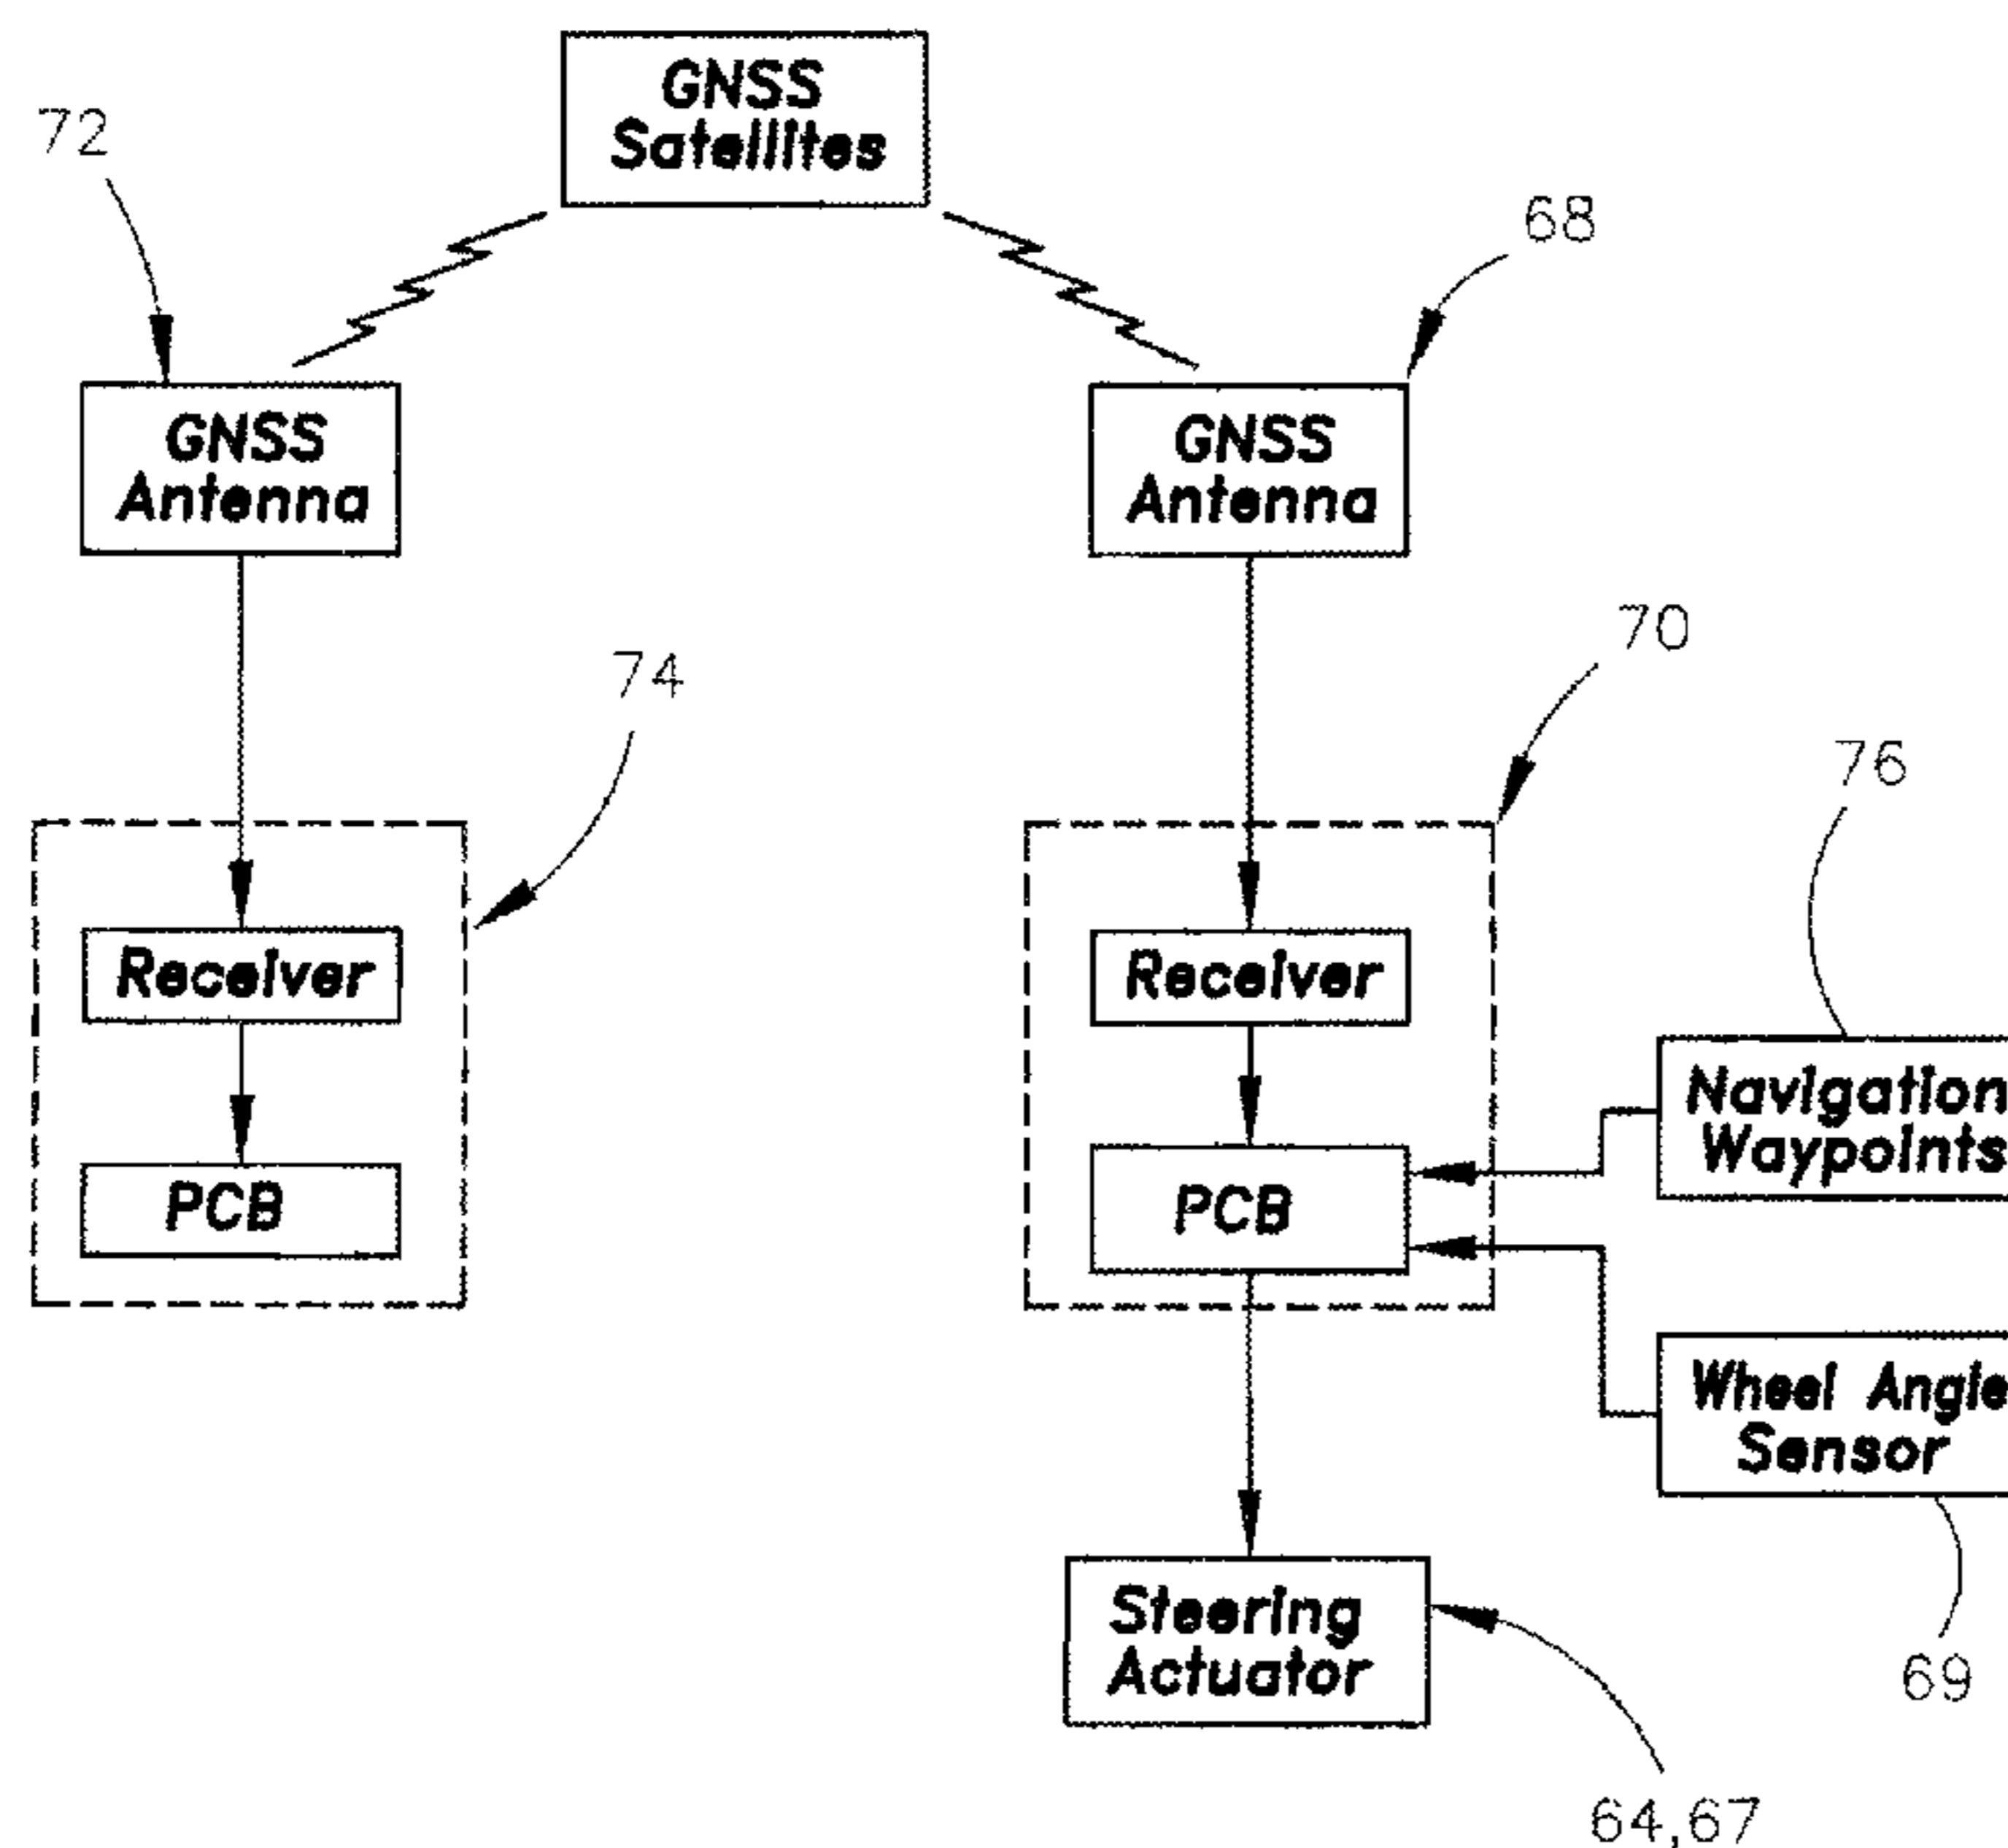 GNSS
Satellites
72
68
GNSS
Antenna
GNSS
Antenna
70
74
76
Receiver
Receiver
Navigation
Waypoints
PCB
PCB
Wheel Angle
Sensor
Steering
Actuator
69
64,67